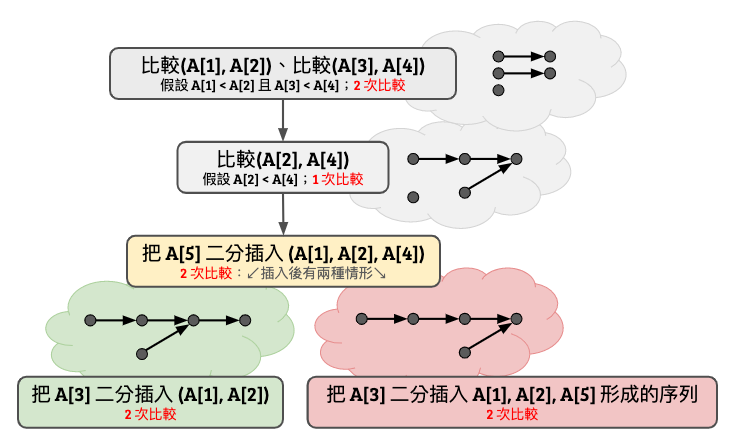 比較(A[1], A[2])、比較(A[3], A[4])
假設 A[1] < A[2] 且 A[3] < A[4]；2 次比較
比較(A[2], A[4])
假設 A[2] < A[4]；1 次比較
把 A[5] 二分插入 (A[1], A[2], A[4])
2 次比較：↙插入後有兩種情形↘
把 A[3] 二分插入 (A[1], A[2])
2 次比較
把 A[3] 二分插入 A[1], A[2], A[5] 形成的序列
2 次比較